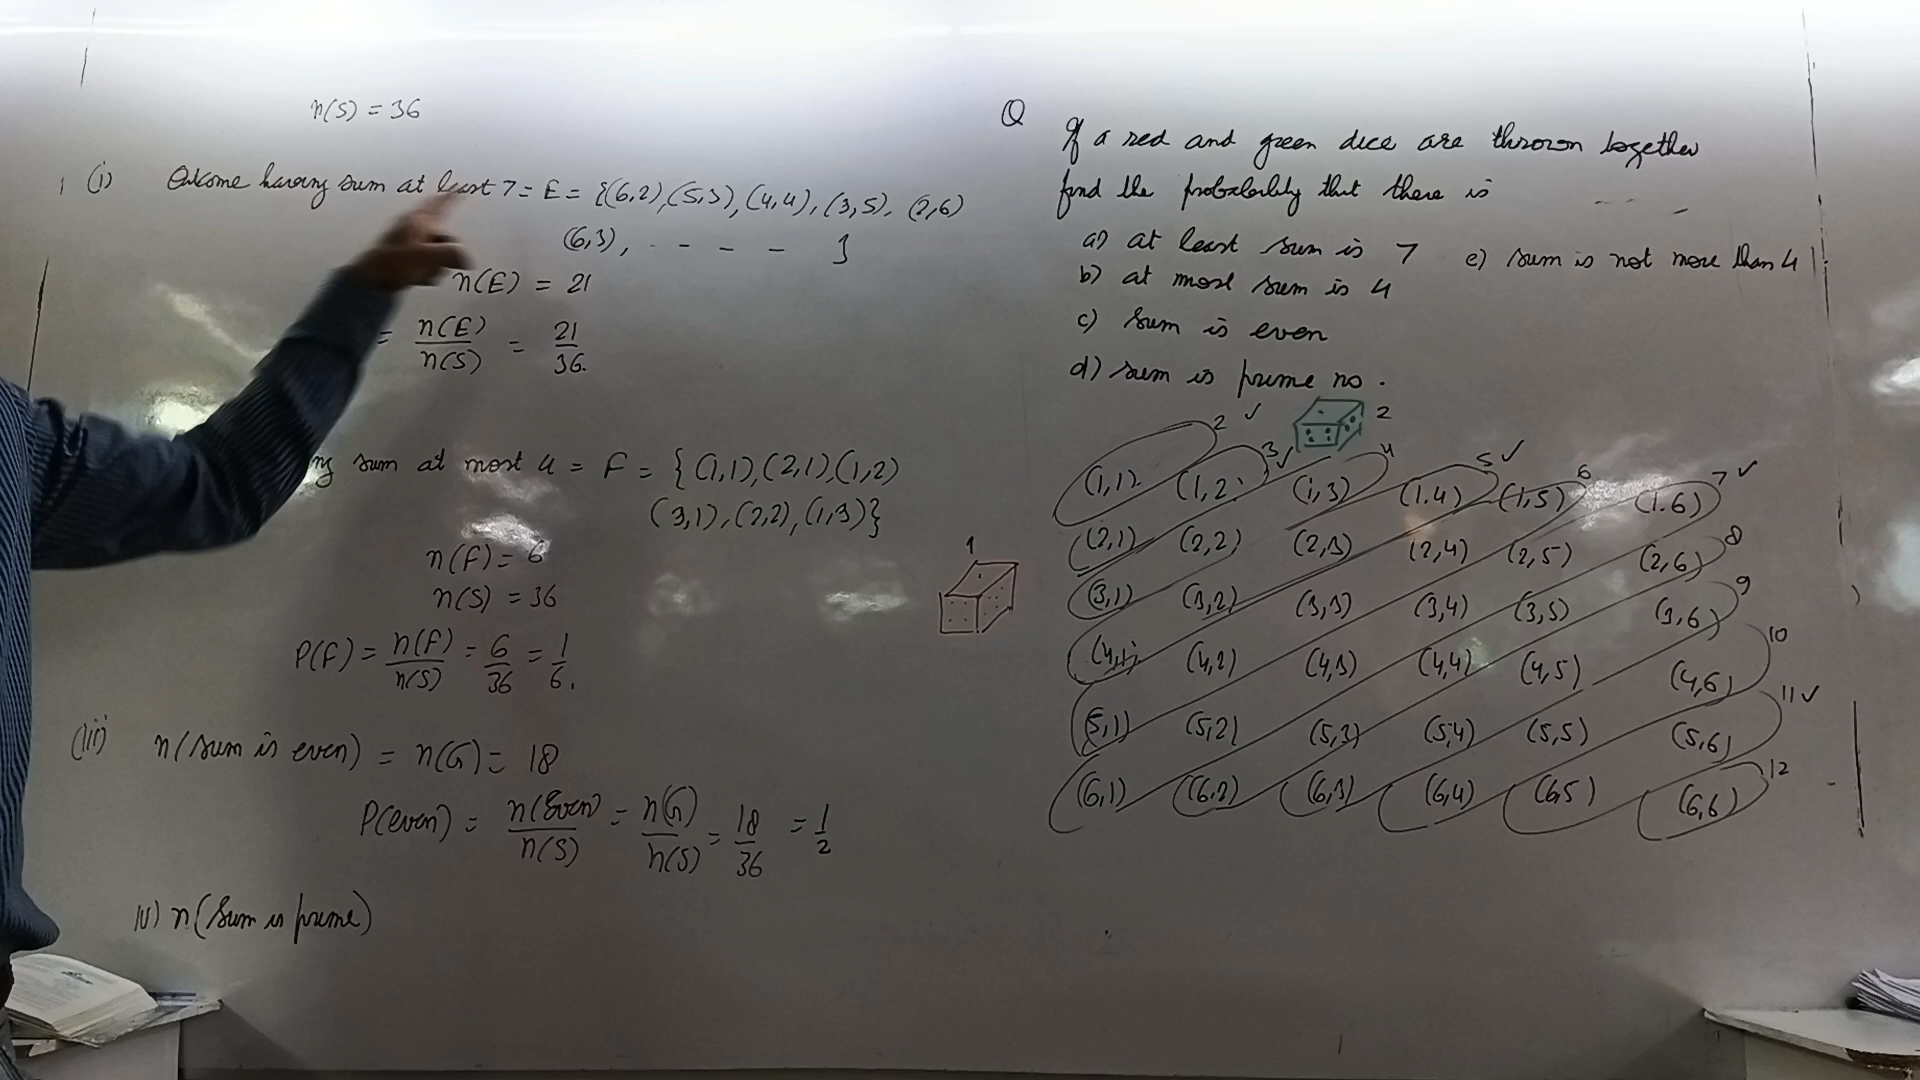 n(S) = 36
(i) Outcome having sum at least 7 = E = {(6,2),(5,3),(4,4),(3,5),(2,6)
(6,3), - - - - }
n(E) = 21
= n(E)/n(S) = 21/36.
ng sum at most 4 = F = {(1,1),(2,1),(1,2)
(3,1),(2,2),(1,3)}
n(F) = 6
n(S) = 36
P(F) = n(F)/n(S) = 6/36 = 1/6.
(iii) n(sum is even) = n(G) = 18
P(even) = n(Even)/n(S) = n(G)/n(S) = 18/36 = 1/2
iv) n(sum is prime)
Q If a red and green dice are thrown together
find the probability that there is
a) at least sum is 7
e) sum is not more than 4
b) at most sum is 4
c) sum is even
d) sum is prime no.
2 ✓ 2
3 ✓ 4 5 ✓ 6 7 ✓
(1,1) (1,2) (1,3) (1,4) (1,5) (1,6)
1 (2,1) (2,2) (2,3) (2,4) (2,5) (2,6) 8
(3,1) (3,2) (3,3) (3,4) (3,5) (3,6) 9
(4,1) (4,2) (4,3) (4,4) (4,5) (4,6) 10
(5,1) (5,2) (5,3) (5,4) (5,5) (5,6) 11 ✓
(6,1) (6,2) (6,3) (6,4) (6,5) (6,6) 12